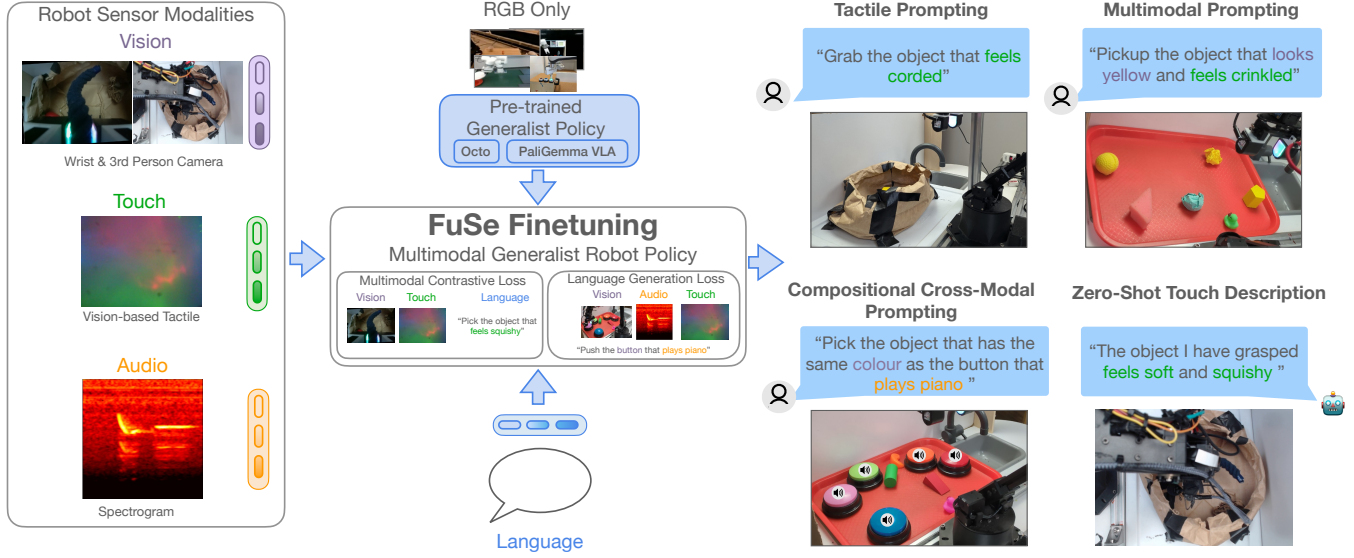 Robot Sensor Modalities
Vision
Wrist & 3rd Person Camera
Touch
Vision-based Tactile
Audio
Spectrogram
RGB Only
Pre-trained
Generalist Policy
Octo
PaliGemma VLA
FuSe Finetuning
Multimodal Generalist Robot Policy
Multimodal Contrastive Loss
Vision
Touch
Language
“Pick the object that
feels squishy”
Language Generation Loss
Vision
Audio
Touch
“Push the button that plays piano”
Language
Tactile Prompting
“Grab the object that feels
corded”
Multimodal Prompting
“Pickup the object that looks
yellow and feels crinkled”
Compositional Cross-Modal
Prompting
“Pick the object that has the
same colour as the button that
plays piano ”
Zero-Shot Touch Description
“The object I have grasped
feels soft and squishy ”